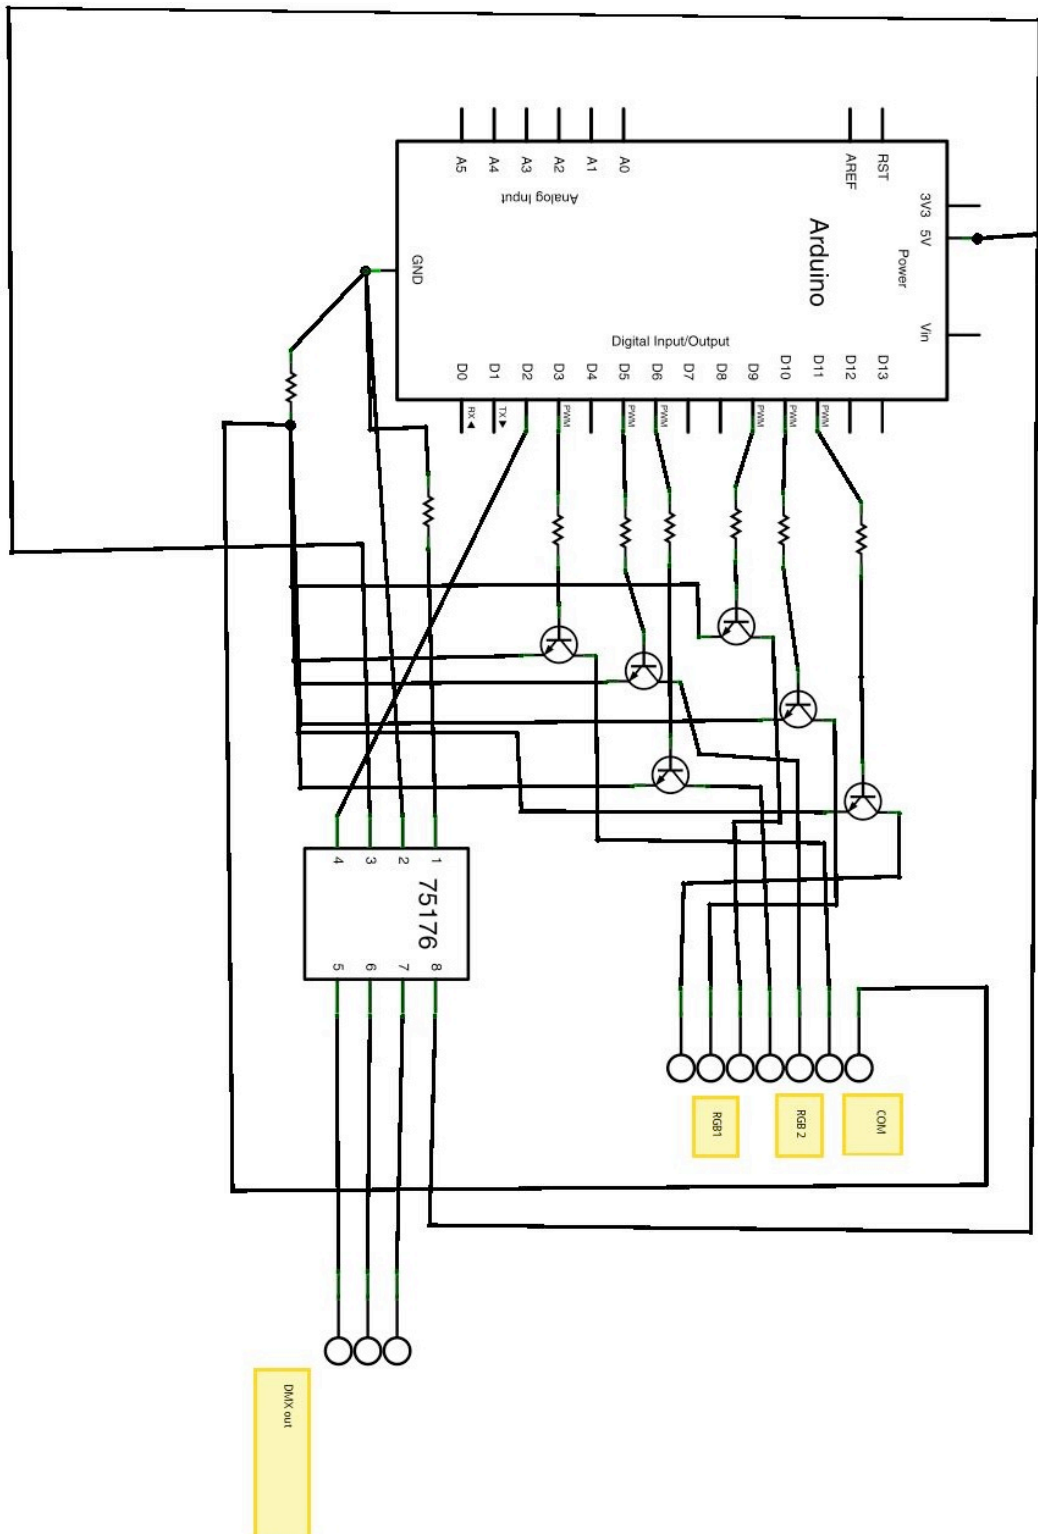 A5
A4
A3
A2
A1
A0
AREF
RST
Analog Input
3V3
5V
Power
Vin
Arduino
GND
Digital Input/Output
D0
D1
D2
D3
D4
D5
D6
D7
D8
D9
D10
D11
D12
D13
RX ◀
TX ▶
PWM
PWM
PWM
PWM
PWM
PWM
4
3
2
1
75176
5
6
7
8
RGB1
RGB 2
COM
DMX out